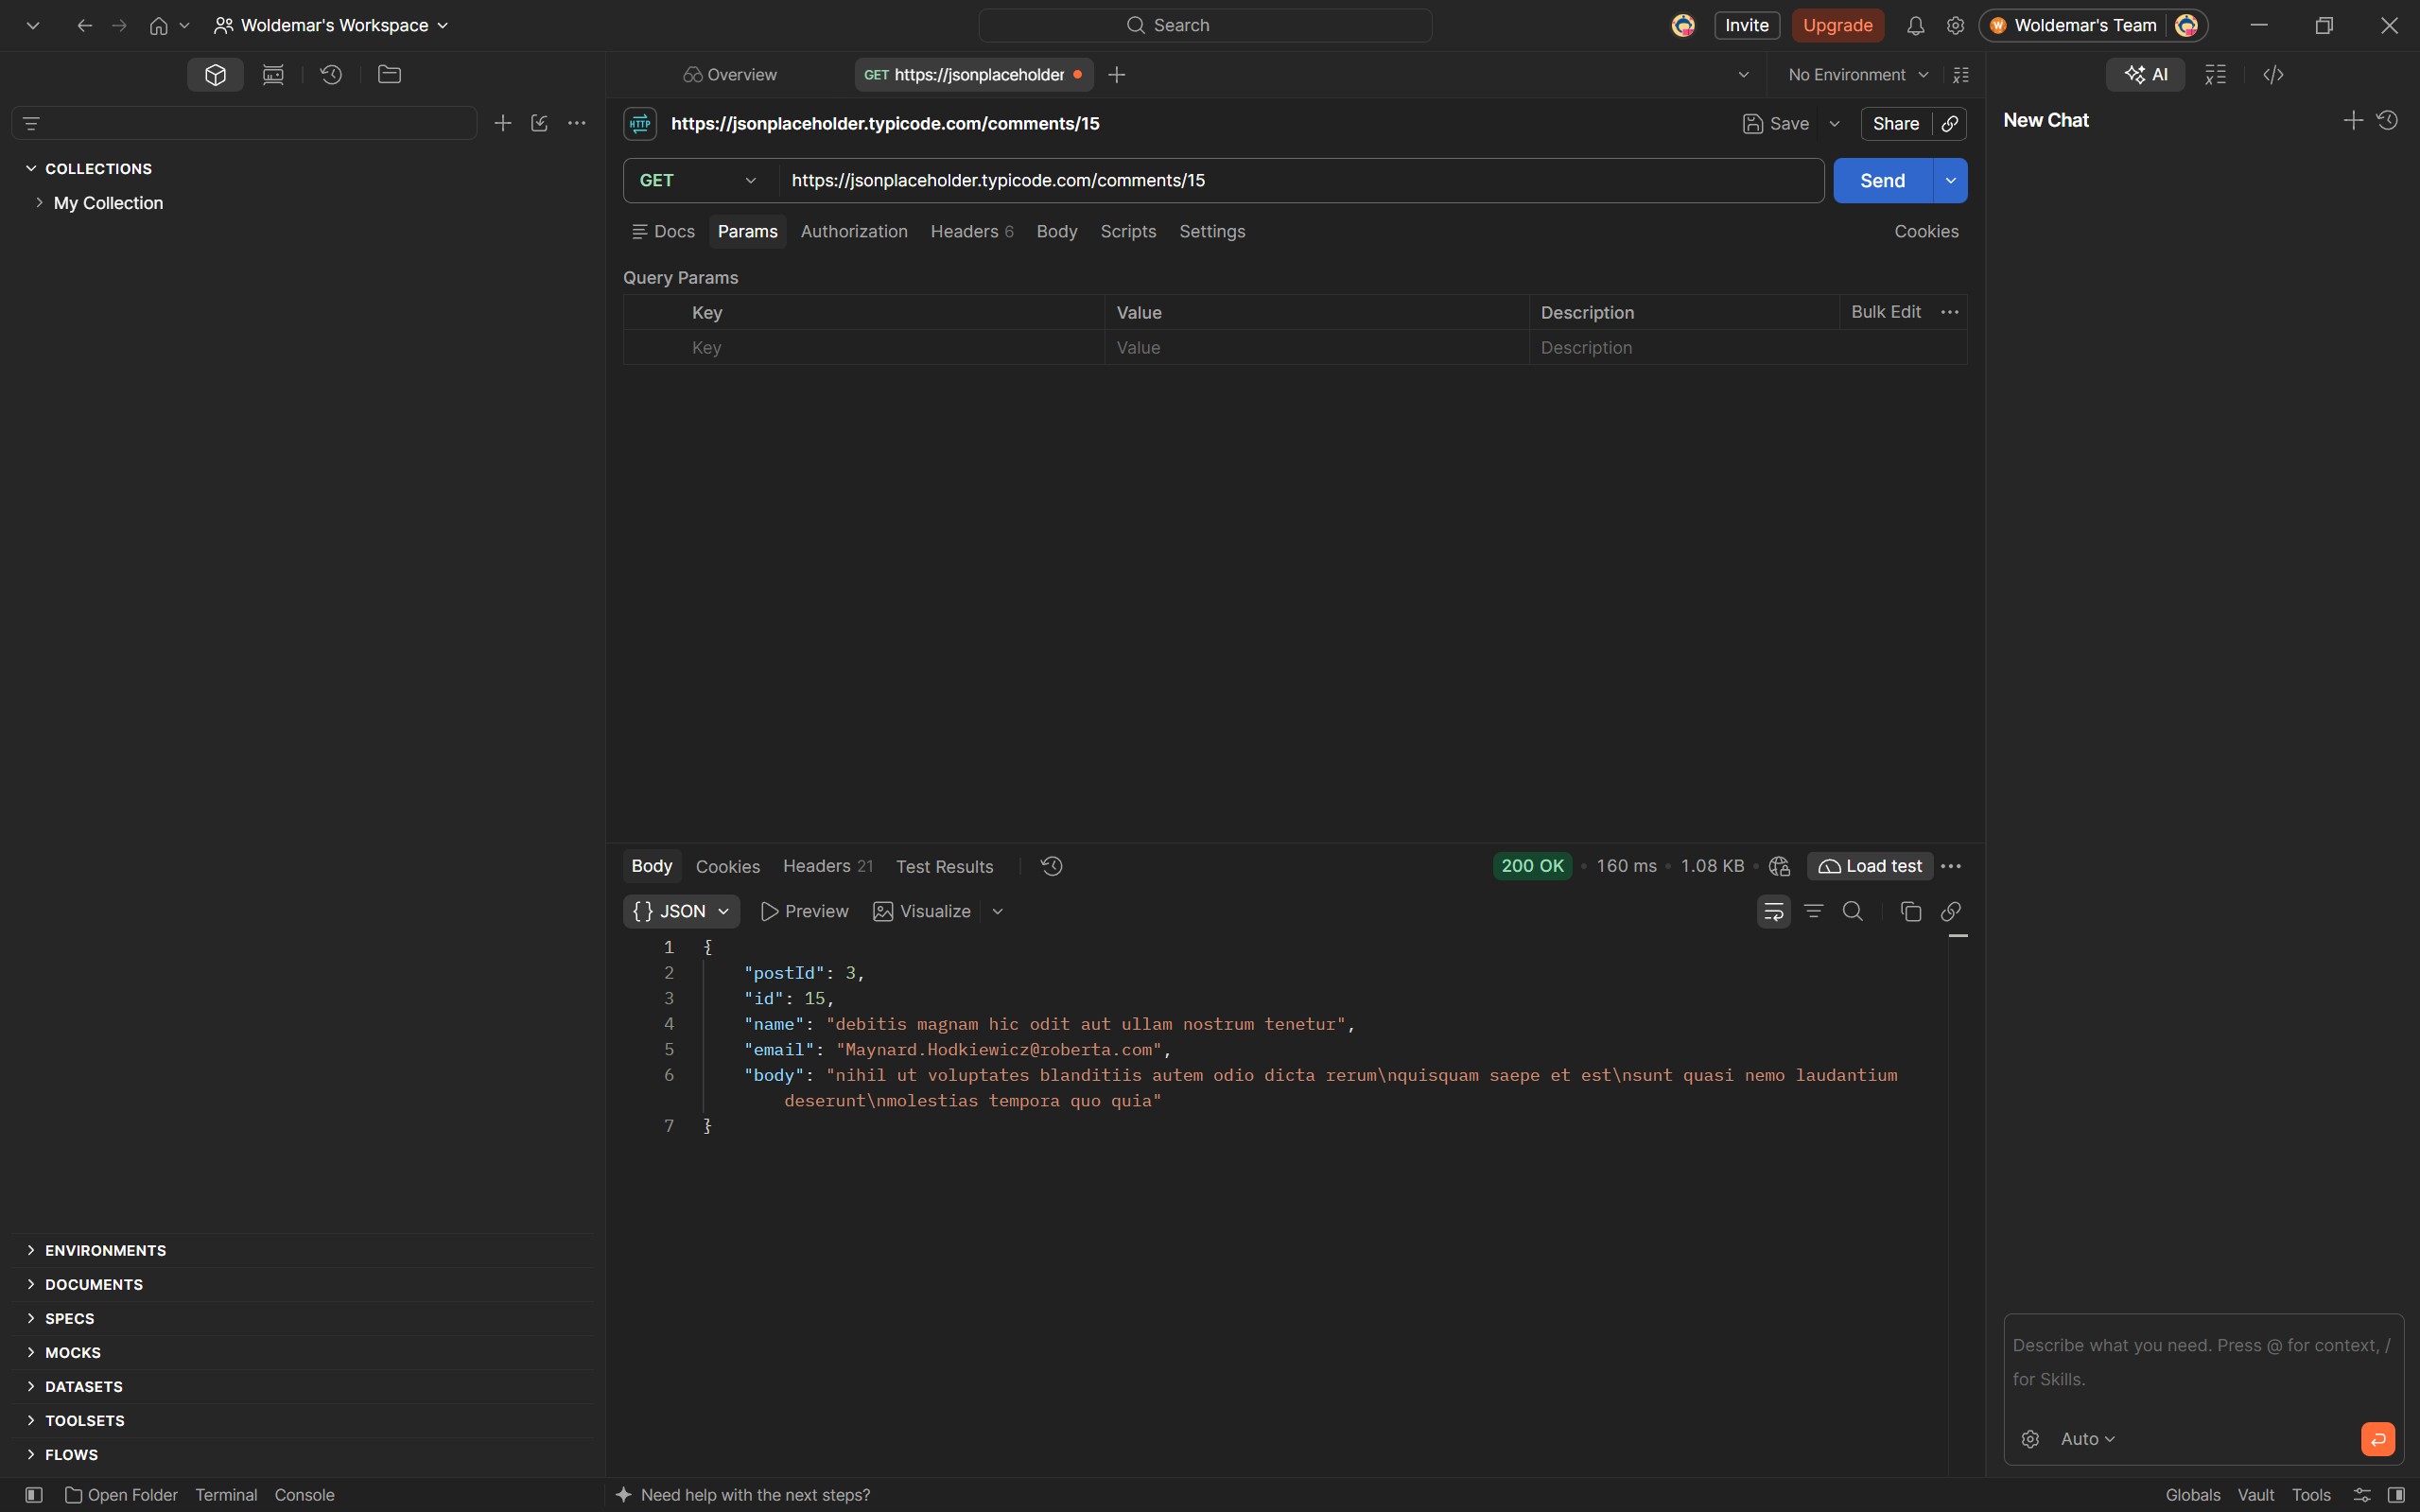 Woldemar's Workspace
Search
Invite
Upgrade
W
Woldemar's Team
Overview
GET https://jsonplaceholder
No Environment
AI
COLLECTIONS
My Collection
HTTP
https://jsonplaceholder.typicode.com/comments/15
Save
Share
New Chat
GET
https://jsonplaceholder.typicode.com/comments/15
Send
Docs
Params
Authorization
Headers 6
Body
Scripts
Settings
Cookies
Query Params
Key
Value
Description
Bulk Edit
Key
Value
Description
Body
Cookies
Headers 21
Test Results
200 OK
160 ms
1.08 KB
Load test
{} JSON
Preview
Visualize
1 {
2 "postId": 3,
3 "id": 15,
4 "name": "debitis magnam hic odit aut ullam nostrum tenetur",
5 "email": "Maynard.Hodkiewicz@roberta.com",
6 "body": "nihil ut voluptates blanditiis autem odio dicta rerum\nquisquam saepe et est\nsunt quasi nemo laudantium
deserunt\nmolestias tempora quo quia"
7 }
ENVIRONMENTS
DOCUMENTS
SPECS
MOCKS
DATASETS
TOOLSETS
FLOWS
Describe what you need. Press @ for context, /
for Skills.
Auto
Open Folder
Terminal
Console
Need help with the next steps?
Globals
Vault
Tools